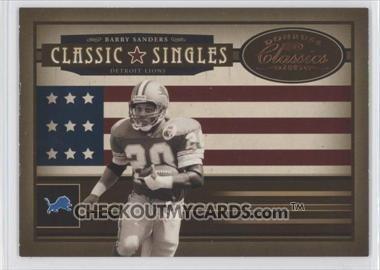 BARRY SANDERS
CLASSIC ★ SINGLES
DETROIT LIONS
DONRUSS
Classics
20
CHECKOUTMYCARDS.COM™